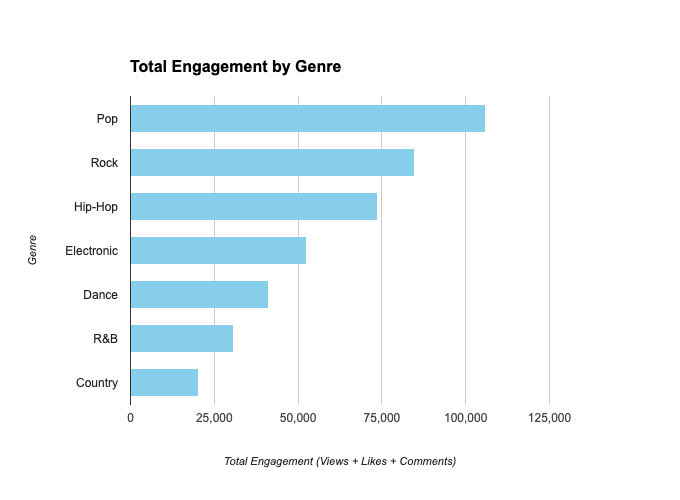 Total Engagement by Genre
Genre
Pop
Rock
Hip-Hop
Electronic
Dance
R&B
Country
0 25,000 50,000 75,000 100,000 125,000
Total Engagement (Views + Likes + Comments)